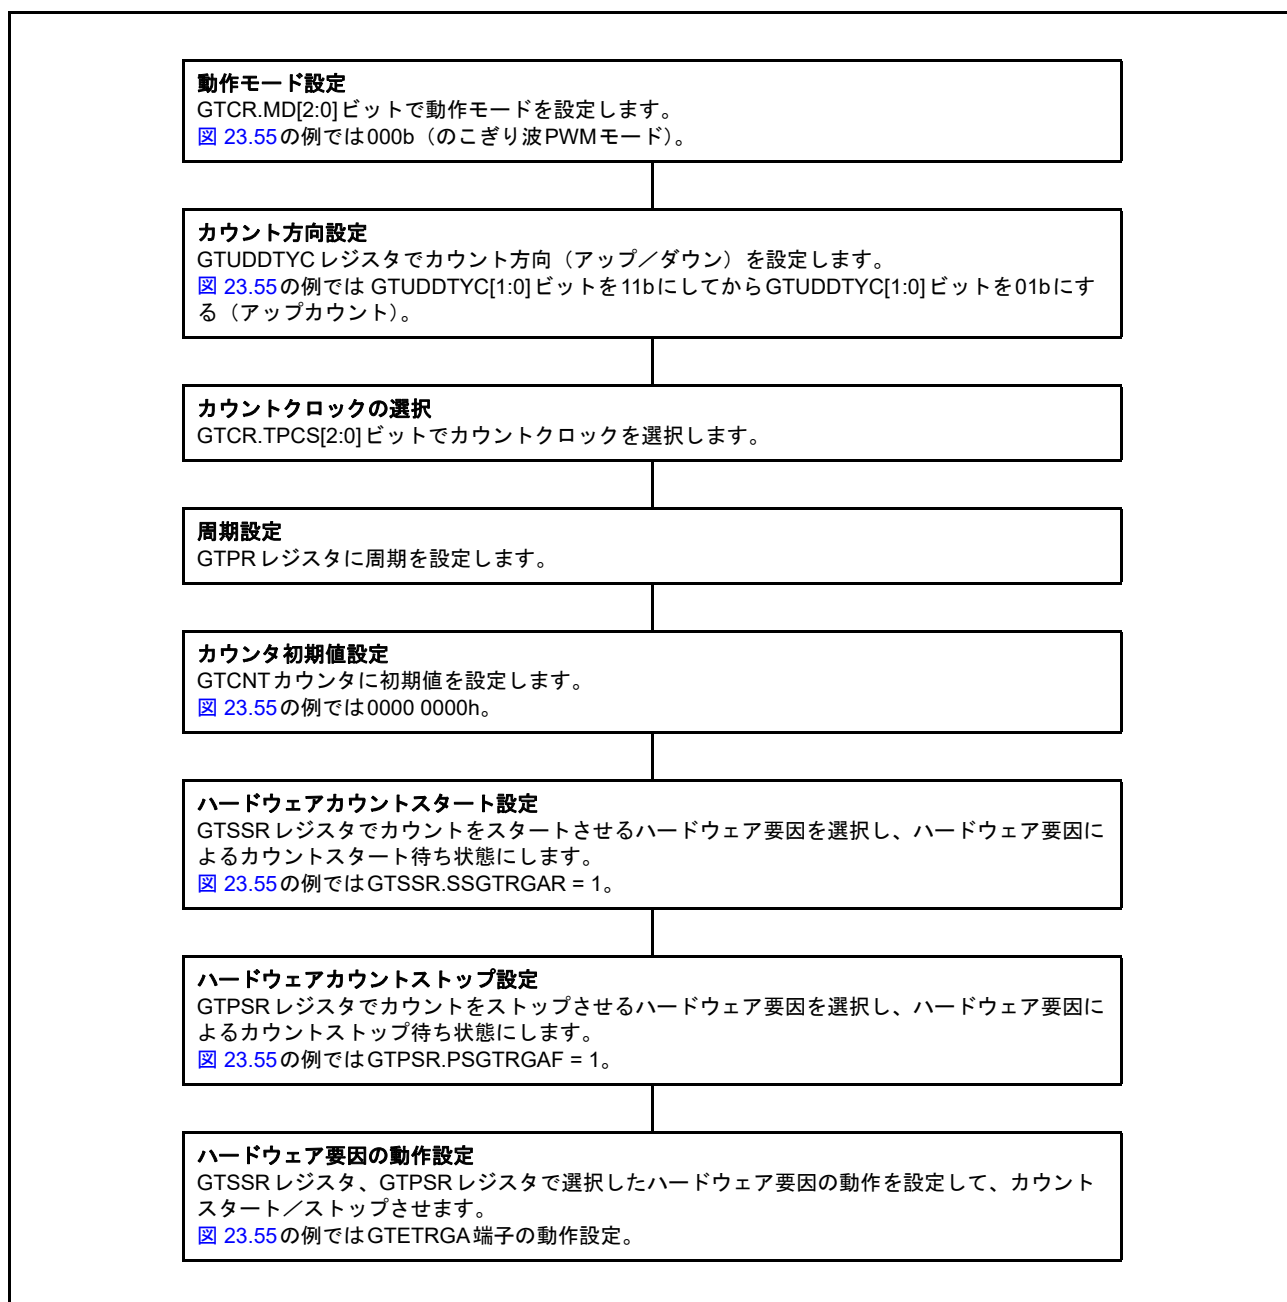 動作モード設定
GTCR.MD[2:0]ビットで動作モードを設定します。
図 23.55の例では000b（のこぎり波PWMモード）。
カウント方向設定
GTUDDTYCレジスタでカウント方向（アップ／ダウン）を設定します。
図 23.55の例では GTUDDTYC[1:0]ビットを11bにしてからGTUDDTYC[1:0]ビットを01bにす
る（アップカウント）。
カウントクロックの選択
GTCR.TPCS[2:0]ビットでカウントクロックを選択します。
周期設定
GTPRレジスタに周期を設定します。
カウンタ初期値設定
GTCNTカウンタに初期値を設定します。
図 23.55の例では0000 0000h。
ハードウェアカウントスタート設定
GTSSRレジスタでカウントをスタートさせるハードウェア要因を選択し、ハードウェア要因に
よるカウントスタート待ち状態にします。
図 23.55の例ではGTSSR.SSGTRGAR = 1。
ハードウェアカウントストップ設定
GTPSRレジスタでカウントをストップさせるハードウェア要因を選択し、ハードウェア要因に
よるカウントストップ待ち状態にします。
図 23.55の例ではGTPSR.PSGTRGAF = 1。
ハードウェア要因の動作設定
GTSSRレジスタ、GTPSRレジスタで選択したハードウェア要因の動作を設定して、カウント
スタート／ストップさせます。
図 23.55の例ではGTETRGA端子の動作設定。